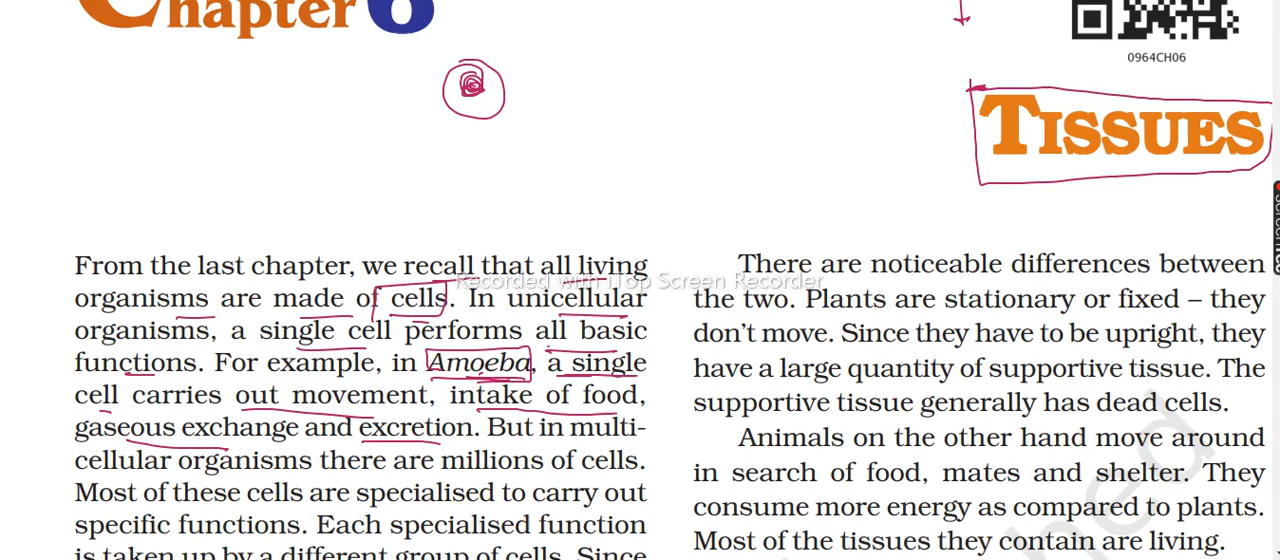 Chapter 6
0964CH06
TISSUES
From the last chapter, we recall that all living
organisms are made of cells. In unicellular
organisms, a single cell performs all basic
functions. For example, in Amoeba, a single
cell carries out movement, intake of food,
gaseous exchange and excretion. But in multi-
cellular organisms there are millions of cells.
Most of these cells are specialised to carry out
specific functions. Each specialised function
is taken up by a different group of cells. Since
There are noticeable differences between
the two. Plants are stationary or fixed – they
don't move. Since they have to be upright, they
have a large quantity of supportive tissue. The
supportive tissue generally has dead cells.
Animals on the other hand move around
in search of food, mates and shelter. They
consume more energy as compared to plants.
Most of the tissues they contain are living.
Recorded with iTop Screen Recorder